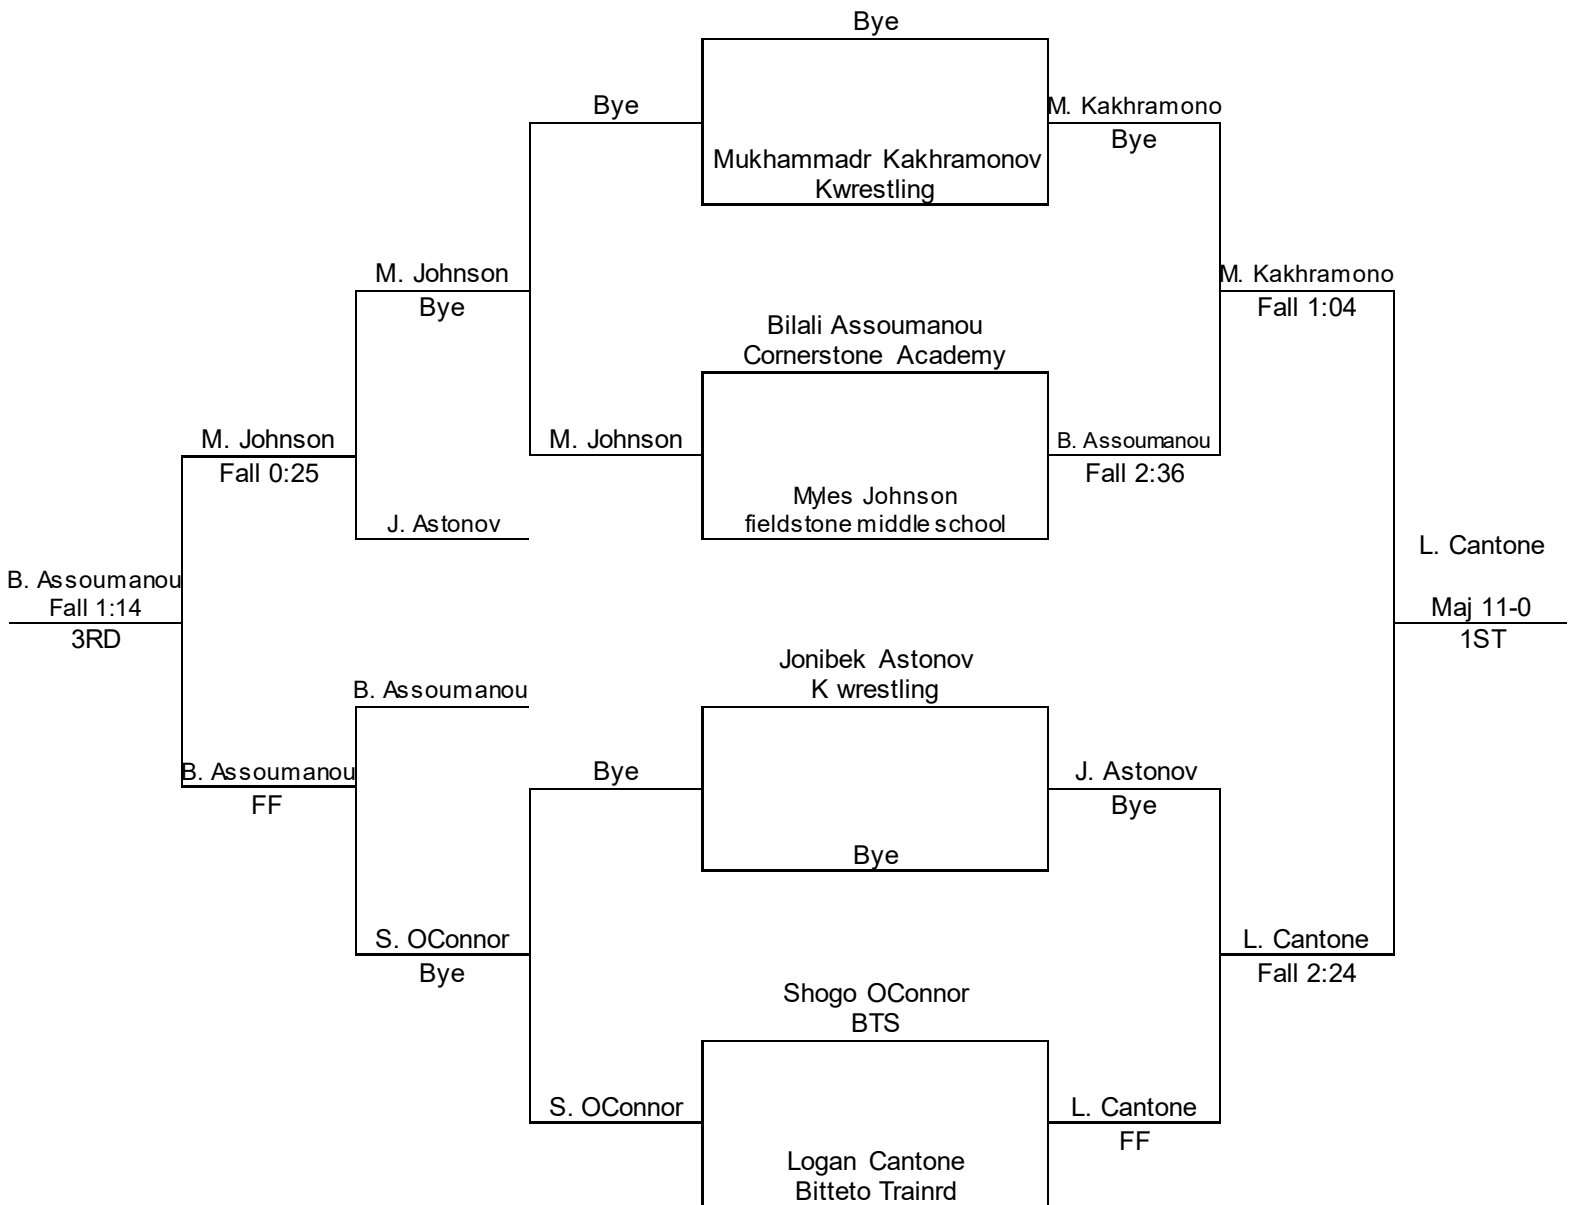 Bye
Bye
M. Kakhramono
Bye
Mukhammadr Kakhramonov
Kwrestling
M. Johnson
Bye
M. Kakhramono
Fall 1:04
Bilali Assoumanou
Cornerstone Academy
M. Johnson
Fall 0:25
M. Johnson
B. Assoumanou
Fall 2:36
Myles Johnson
fieldstone middle school
J. Astonov
L. Cantone
B. Assoumanou
Fall 1:14
3RD
Maj 11-0
1ST
Jonibek Astonov
K wrestling
B. Assoumanou
B. Assoumanou
FF
Bye
J. Astonov
Bye
Bye
S. OConnor
Bye
L. Cantone
Fall 2:24
Shogo OConnor
BTS
S. OConnor
L. Cantone
FF
Logan Cantone
Bitteto Trainrd